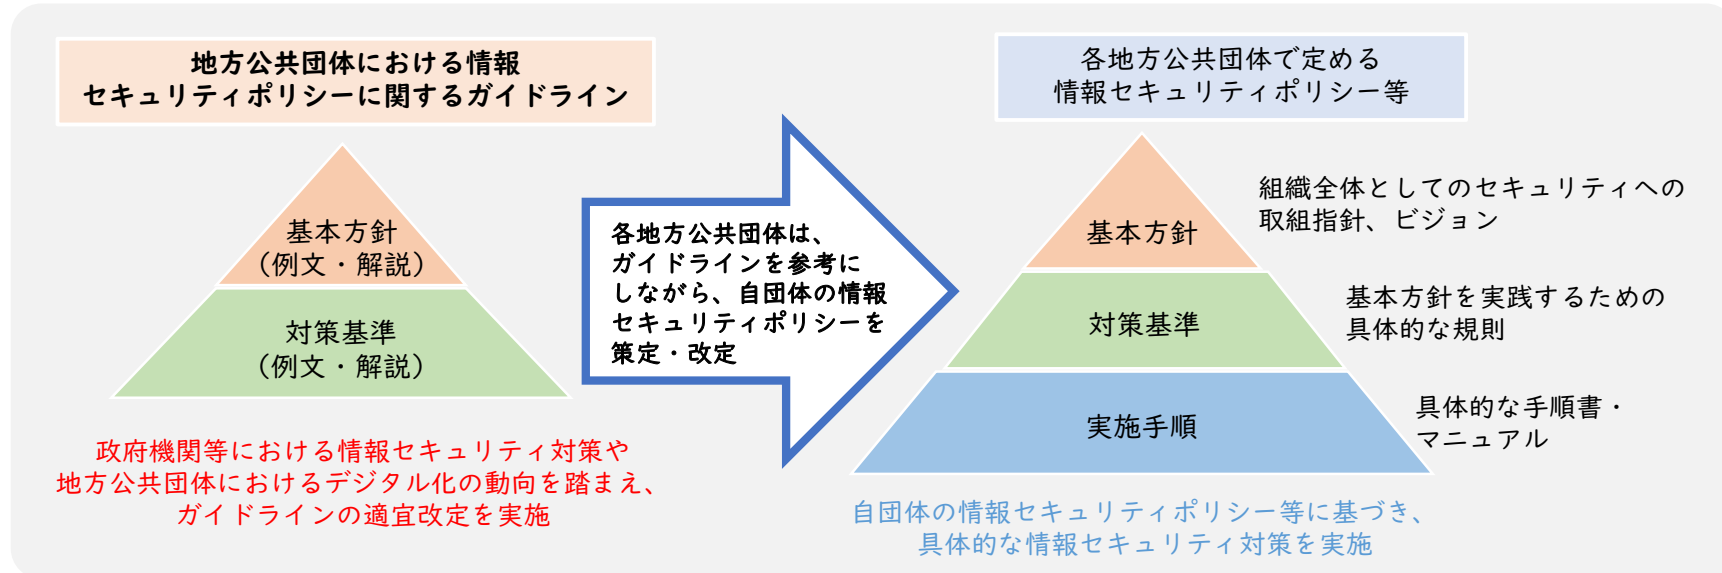 地方公共団体における情報
セキュリティポリシーに関するガイドライン
基本方針
（例文・解説）
対策基準
（例文・解説）
政府機関等における情報セキュリティ対策や
地方公共団体におけるデジタル化の動向を踏まえ、
ガイドラインの適宜改定を実施
各地方公共団体は、
ガイドラインを参考に
しながら、自団体の情報
セキュリティポリシーを
策定・改定
各地方公共団体で定める
情報セキュリティポリシー等
基本方針
組織全体としてのセキュリティへの
取組指針、ビジョン
対策基準
基本方針を実践するための
具体的な規則
実施手順
具体的な手順書・
マニュアル
自団体の情報セキュリティポリシー等に基づき、
具体的な情報セキュリティ対策を実施